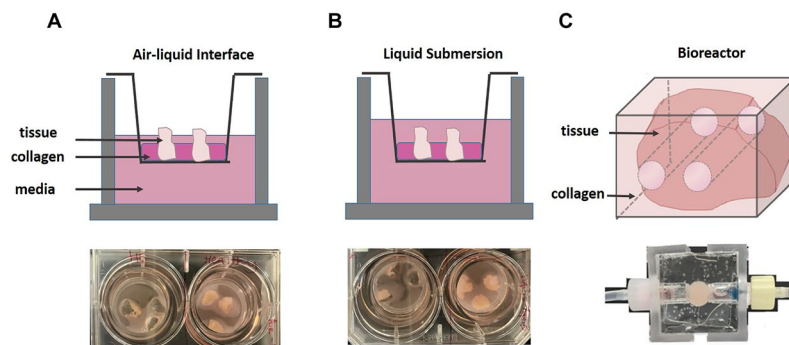 A
Air-liquid Interface
tissue
collagen
media
B
Liquid Submersion
C
Bioreactor
tissue
collagen